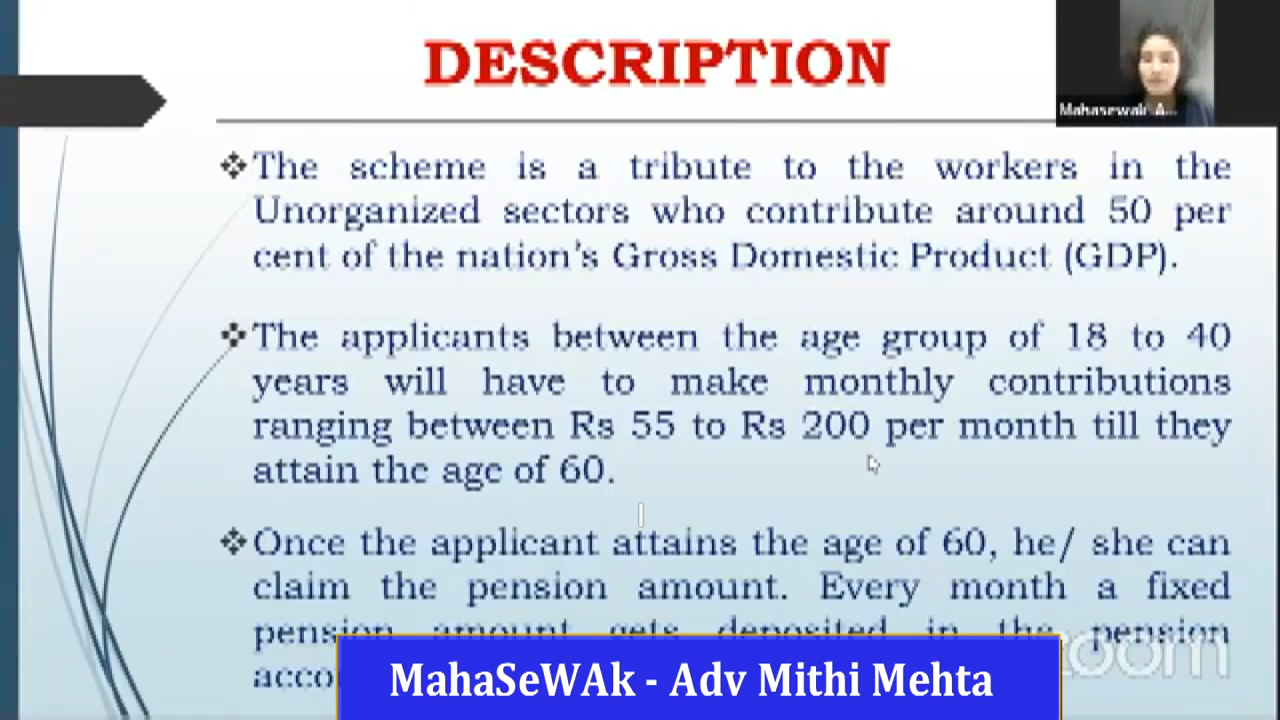 DESCRIPTION
Mahasewak A...
❖The scheme is a tribute to the workers in the
Unorganized sectors who contribute around 50 per
cent of the nation's Gross Domestic Product (GDP).
❖The applicants between the age group of 18 to 40
years will have to make monthly contributions
ranging between Rs 55 to Rs 200 per month till they
attain the age of 60.
❖Once the applicant attains the age of 60, he/ she can
claim the pension amount. Every month a fixed
pension amount gets deposited in the pension
acco
zoom
MahaSeWAk - Adv Mithi Mehta